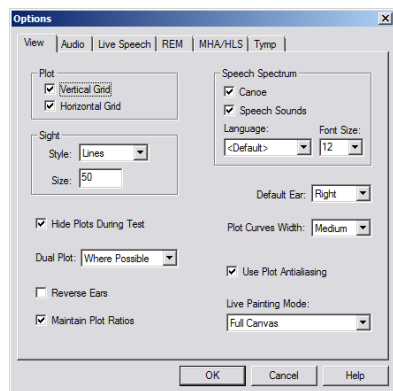 Options
View Audio Live Speech REM MHA/HLS Tymp
Plot
Vertical Grid
Horizontal Grid
Sight
Style: Lines
Size: 50
Hide Plots During Test
Dual Plot: Where Possible
Reverse Ears
Maintain Plot Ratios
Speech Spectrum
Canoe
Speech Sounds
Language: Font Size:
<Default> 12
Default Ear: Right
Plot Curves Width: Medium
Use Plot Antialiasing
Live Painting Mode:
Full Canvas
OK Cancel Help